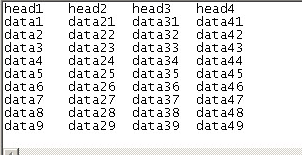 head1 head2 head3 head4
data1 data21 data31 data41
data2 data22 data32 data42
data3 data23 data33 data43
data4 data24 data34 data44
data5 data25 data35 data45
data6 data26 data36 data46
data7 data27 data37 data47
data8 data28 data38 data48
data9 data29 data39 data49